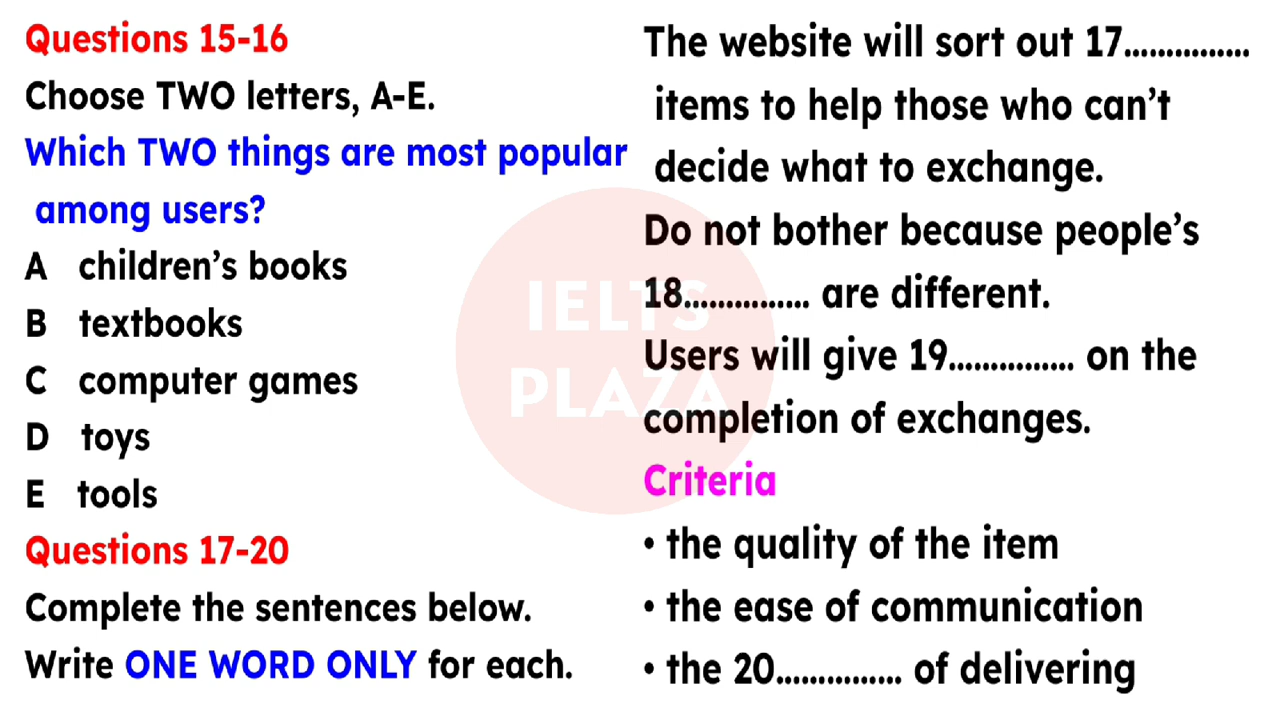 Questions 15-16
Choose TWO letters, A-E.
Which TWO things are most popular
among users?
A children's books
B textbooks
C computer games
D toys
E tools
Questions 17-20
Complete the sentences below.
Write ONE WORD ONLY for each.
The website will sort out 17...............
items to help those who can't
decide what to exchange.
Do not bother because people's
18............... are different.
Users will give 19............... on the
completion of exchanges.
Criteria
• the quality of the item
• the ease of communication
• the 20............... of delivering
IELTS
PLAZA